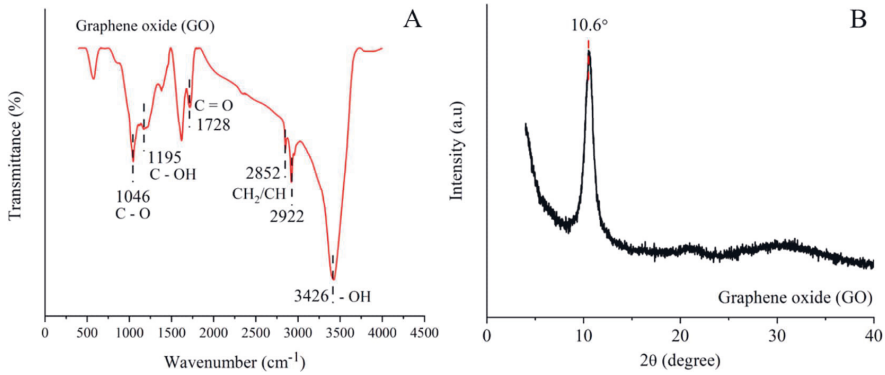 A
Graphene oxide (GO)
C = O
1728
1195
C - OH
1046
C - O
2852
CH₂/CH
2922
3426
- OH
Transmittance (%)
0 500 1000 1500 2000 2500 3000 3500 4000 4500
Wavenumber (cm⁻¹)
B
10.6°
Intensity (a.u)
Graphene oxide (GO)
0 10 20 30 40
2θ (degree)